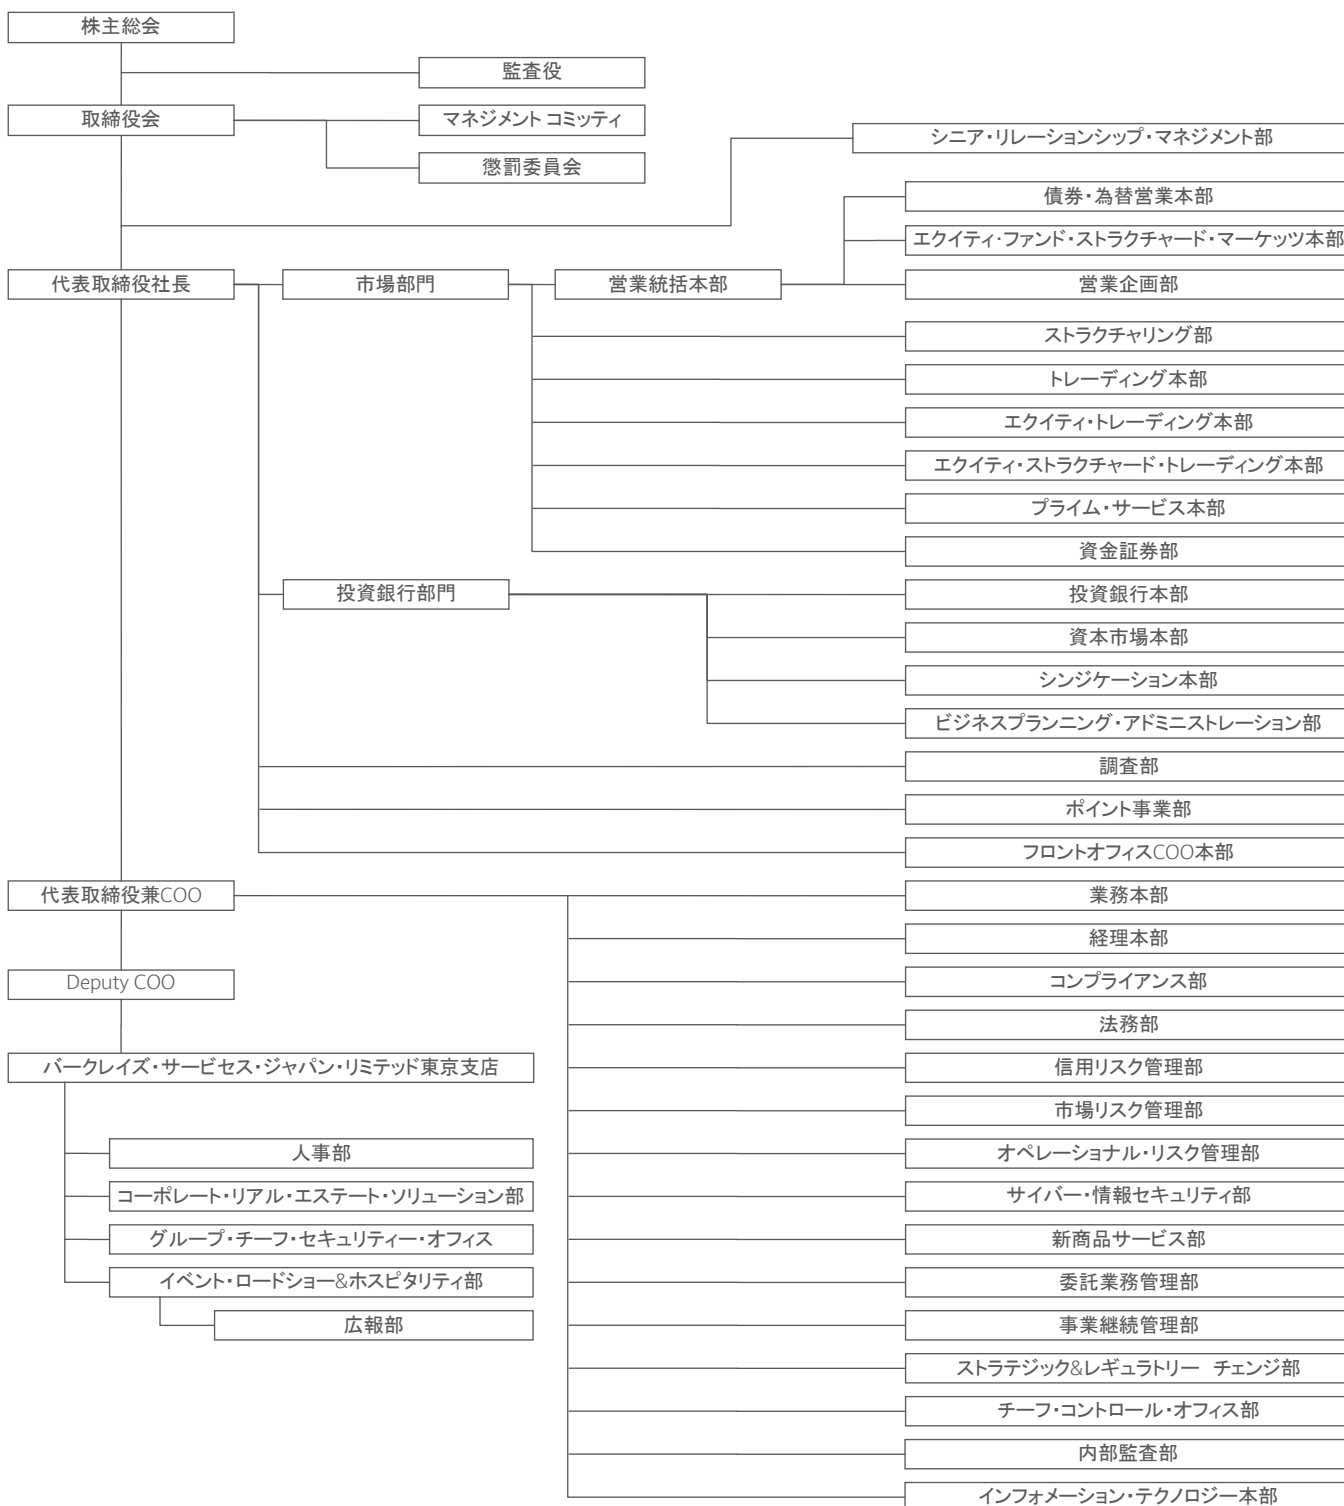 株主総会
監査役
取締役会
マネジメント コミッティ
懲罰委員会
シニア・リレーションシップ・マネジメント部
債券・為替営業本部
エクイティ・ファンド・ストラクチャード・マーケッツ本部
代表取締役社長
市場部門
営業統括本部
営業企画部
ストラクチャリング部
トレーディング本部
エクイティ・トレーディング本部
エクイティ・ストラクチャード・トレーディング本部
プライム・サービス本部
資金証券部
投資銀行部門
投資銀行本部
資本市場本部
シンジケーション本部
ビジネスプランニング・アドミニストレーション部
調査部
ポイント事業部
フロントオフィスCOO本部
代表取締役兼COO
業務本部
経理本部
Deputy COO
コンプライアンス部
法務部
バークレイズ・サービセス・ジャパン・リミテッド東京支店
信用リスク管理部
市場リスク管理部
人事部
オペレーショナル・リスク管理部
コーポレート・リアル・エステート・ソリューション部
サイバー・情報セキュリティ部
グループ・チーフ・セキュリティー・オフィス
新商品サービス部
イベント・ロードショー&ホスピタリティ部
委託業務管理部
広報部
事業継続管理部
ストラテジック&レギュラトリー　チェンジ部
チーフ・コントロール・オフィス部
内部監査部
インフォメーション・テクノロジー本部